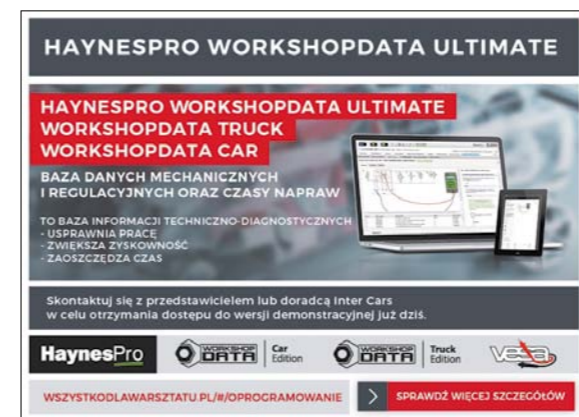 HAYNESPRO WORKSHOPDATA ULTIMATE
HAYNESPRO WORKSHOPDATA ULTIMATE
WORKSHOPDATA TRUCK
WORKSHOPDATA CAR
BAZA DANYCH MECHANICZNYCH
I REGULACYJNYCH ORAZ CZASY NAPRAW
TO BAZA INFORMACJI TECHNICZNO-DIAGNOSTYCZNYCH
- USPRAWNIA PRACĘ
- ZWIĘKSZA ZYSKOWNOŚĆ
- ZAOSZCZĘDZA CZAS
Skontaktuj się z przedstawicielem lub doradcą Inter Cars
w celu otrzymania dostępu do wersji demonstracyjnej już dziś.
HaynesPro
WORKSHOP DATA Car Edition
WORKSHOP DATA Truck Edition
vesa
WSZYSTKODLAWARSZTATU.PL/#/OPROGRAMOWANIE
SPRAWDŹ WIĘCEJ SZCZEGÓŁÓW